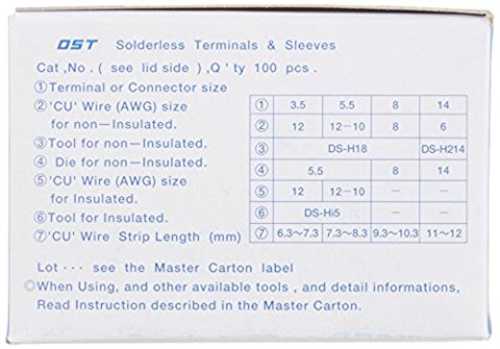 OST Solderless Terminals & Sleeves
Cat ,No . ( see lid side ) ,Q ' ty 100 pcs .
①Terminal or Connector size
②'CU' Wire (AWG) size
for non—Insulated.
③Tool for non—Insulated.
④ Die for non—Insulated.
⑤'CU' Wire (AWG) size
for Insulated.
⑥Tool for Insulated.
⑦'CU' Wire Strip Length (mm)
① 3.5 5.5 8 14
② 12 12-10 8 6
③ DS-H18 DS-H214
④ 5.5 8 14
⑤ 12 12-10 — —
⑥ DS-Hi5 — —
⑦ 6.3~7.3 7.3~8.3 9.3~10.3 11~12
Lot ··· see the Master Carton label
◎When Using, and other available tools , and detail informations,
Read Instruction described in the Master Carton.